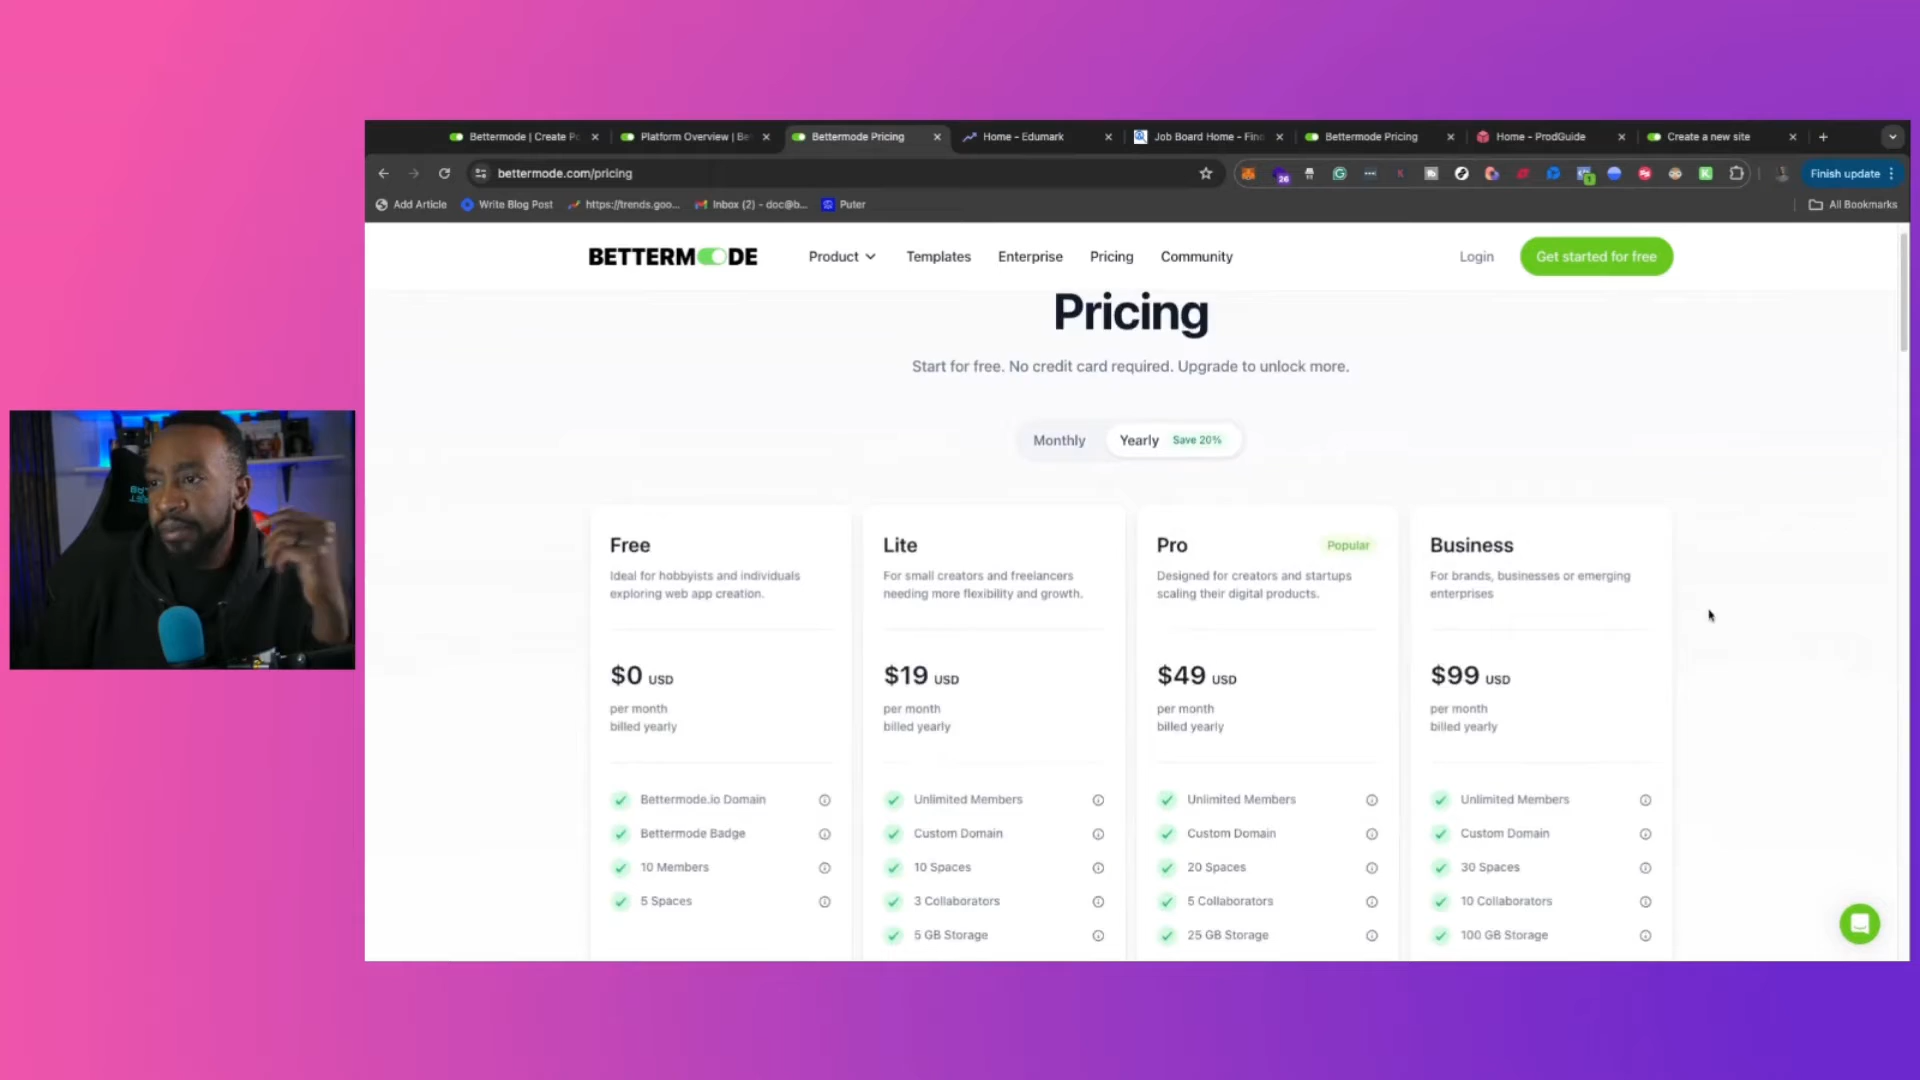 Bettermode | Create Po
Platform Overview | Be
Bettermode Pricing
Home - Edumark
Job Board Home - Find
Bettermode Pricing
Home - ProdGuide
Create a new site
bettermode.com/pricing
26
1
Finish update
Add Article
Write Blog Post
https://trends.goo...
Inbox (2) - doc@b...
Puter
All Bookmarks
BETTERMODE
Product
Templates
Enterprise
Pricing
Community
Login
Get started for free
Pricing
Start for free. No credit card required. Upgrade to unlock more.
Monthly
Yearly
Save 20%
Free
Ideal for hobbyists and individuals
exploring web app creation.
$0 USD
per month
billed yearly
Bettermode.io Domain
Bettermode Badge
10 Members
5 Spaces
Lite
For small creators and freelancers
needing more flexibility and growth.
$19 USD
per month
billed yearly
Unlimited Members
Custom Domain
10 Spaces
3 Collaborators
5 GB Storage
Pro
Popular
Designed for creators and startups
scaling their digital products.
$49 USD
per month
billed yearly
Unlimited Members
Custom Domain
20 Spaces
5 Collaborators
25 GB Storage
Business
For brands, businesses or emerging
enterprises
$99 USD
per month
billed yearly
Unlimited Members
Custom Domain
30 Spaces
10 Collaborators
100 GB Storage